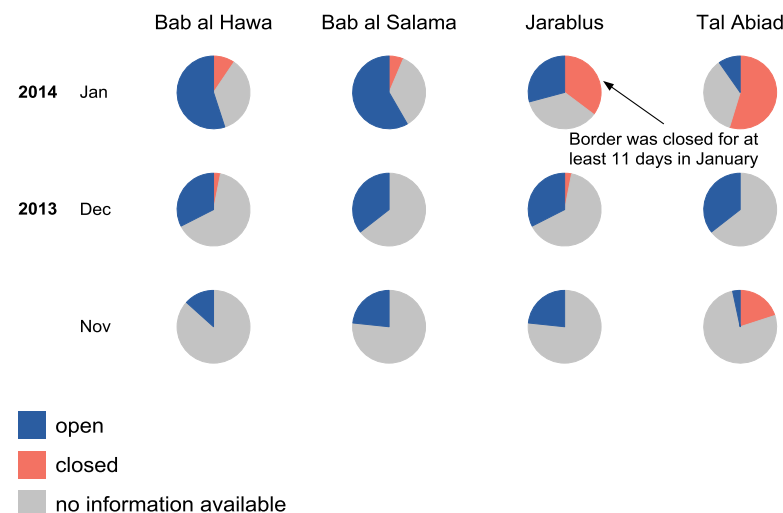 Bab al Hawa Bab al Salama Jarablus Tal Abiad
2014 Jan
Border was closed for at
least 11 days in January
2013 Dec
Nov
open
closed
no information available